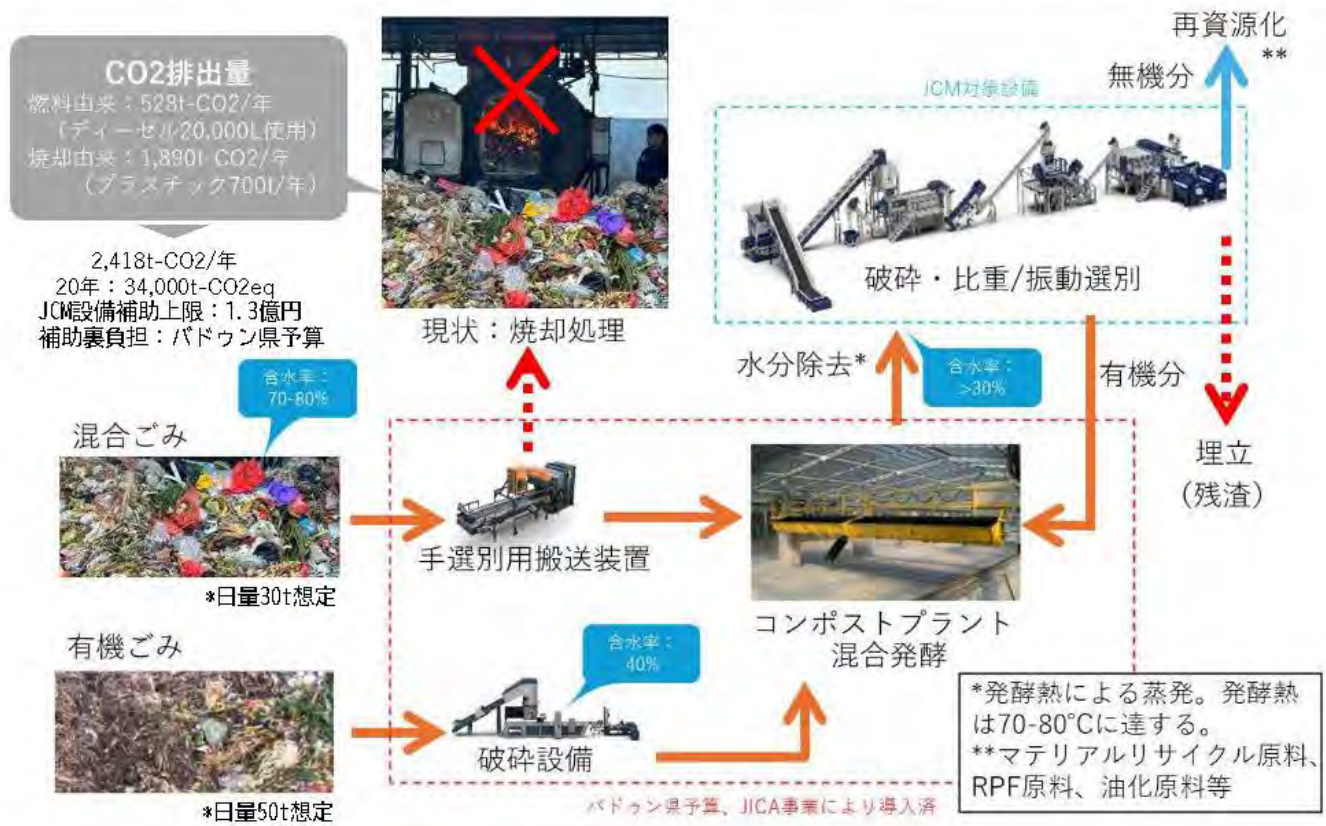 CO2排出量
燃料由来：528t-CO2/年
（ディーゼル20,000L使用）
焼却由来：1,890t-CO2/年
（プラスチック700t/年）
2,418t-CO2/年
20年：34,000t-CO2eq
JCM設備補助上限：1.3億円
補助裏負担：バドゥン県予算
現状：焼却処理
再資源化
**
無機分
JCM対象設備
破砕・比重/振動選別
水分除去*
含水率：
>30%
有機分
埋立
（残渣）
含水率：
70-80%
混合ごみ
*日量30t想定
手選別用搬送装置
コンポストプラント
混合発酵
有機ごみ
*日量50t想定
含水率：
40%
破砕設備
バドゥン県予算、JICA事業により導入済
*発酵熱による蒸発。発酵熱
は70-80°Cに達する。
**マテリアルリサイクル原料、
RPF原料、油化原料等